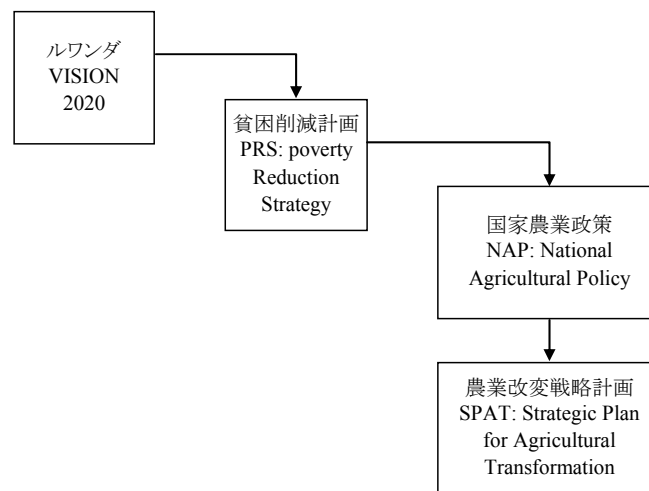 ルワンダ
VISION
2020
貧困削減計画
PRS: poverty
Reduction
Strategy
国家農業政策
NAP: National
Agricultural Policy
農業改変戦略計画
SPAT: Strategic Plan
for Agricultural
Transformation